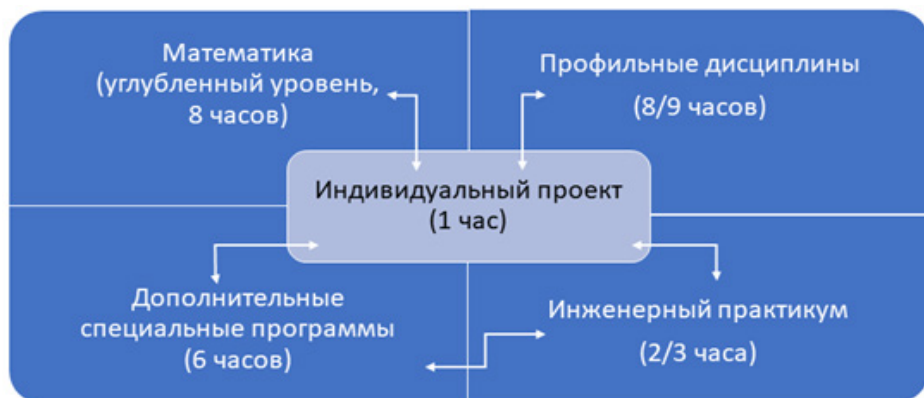 Математика
(углубленный уровень,
8 часов)
Профильные дисциплины
(8/9 часов)
Индивидуальный проект
(1 час)
Дополнительные
специальные программы
(6 часов)
Инженерный практикум
(2/3 часа)